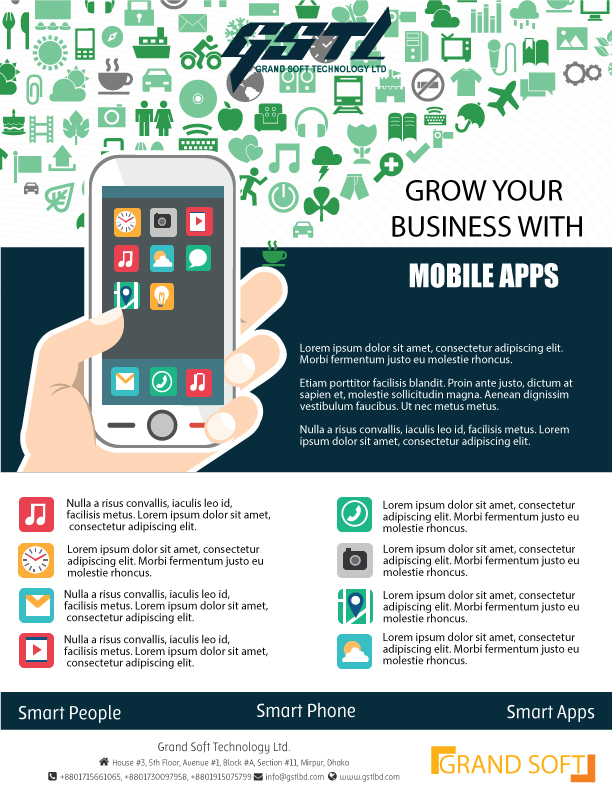 GSTL
GRAND SOFT TECHNOLOGY LTD
GROW YOUR
BUSINESS WITH
MOBILE APPS
Lorem ipsum dolor sit amet, consectetur adipiscing elit.
Morbi fermentum justo eu molestie rhoncus.
Etiam porttitor facilisis blandit. Proin ante justo, dictum at
sapien et, molestie sollicitudin magna. Aenean dignissim
vestibulum faucibus. Ut nec metus metus.
Nulla a risus convallis, iaculis leo id, facilisis metus. Lorem
ipsum dolor sit amet, consectetur adipiscing elit.
Nulla a risus convallis, iaculis leo id,
facilisis metus. Lorem ipsum dolor sit amet,
consectetur adipiscing elit.
Lorem ipsum dolor sit amet, consectetur
adipiscing elit. Morbi fermentum justo eu
molestie rhoncus.
Nulla a risus convallis, iaculis leo id,
facilisis metus. Lorem ipsum dolor sit amet,
consectetur adipiscing elit.
Nulla a risus convallis, iaculis leo id,
facilisis metus. Lorem ipsum dolor sit amet,
consectetur adipiscing elit.
Lorem ipsum dolor sit amet, consectetur
adipiscing elit. Morbi fermentum justo eu
molestie rhoncus.
Lorem ipsum dolor sit amet, consectetur
adipiscing elit. Morbi fermentum justo eu
molestie rhoncus.
Lorem ipsum dolor sit amet, consectetur
adipiscing elit. Morbi fermentum justo eu
molestie rhoncus.
Lorem ipsum dolor sit amet, consectetur
adipiscing elit. Morbi fermentum justo eu
molestie rhoncus.
Smart People
Smart Phone
Smart Apps
Grand Soft Technology Ltd.
House #3, 5th Floor, Auenue #1, Block #A, Section #11, Mirpur, Dhaka
+8801715661065, +8801730097958, +8801915075799 info@gstlbd.com www.gstlbd.com
GRAND SOFT